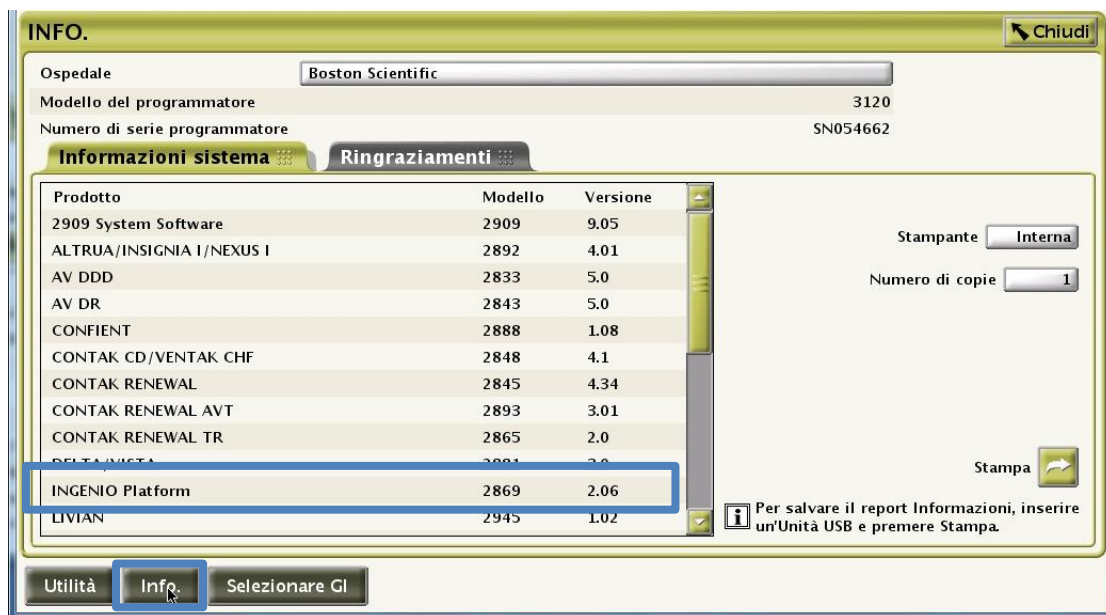 INFO.
Chiudi
Ospedale Boston Scientific
Modello del programmatore 3120
Numero di serie programmatore SN054662
Informazioni sistema Ringraziamenti
Prodotto Modello Versione
2909 System Software 2909 9.05
ALTRUA/INSIGNIA I/NEXUS I 2892 4.01
AV DDD 2833 5.0
AV DR 2843 5.0
CONFIENT 2888 1.08
CONTAK CD/VENTAK CHF 2848 4.1
CONTAK RENEWAL 2845 4.34
CONTAK RENEWAL AVT 2893 3.01
CONTAK RENEWAL TR 2865 2.0
DELTA/VISTA 2881
INGENIO Platform 2869 2.06
LIVIAN 2945 1.02
Stampante Interna
Numero di copie 1
Stampa
i Per salvare il report Informazioni, inserire
un'Unità USB e premere Stampa.
Utilità Info. Selezionare GI